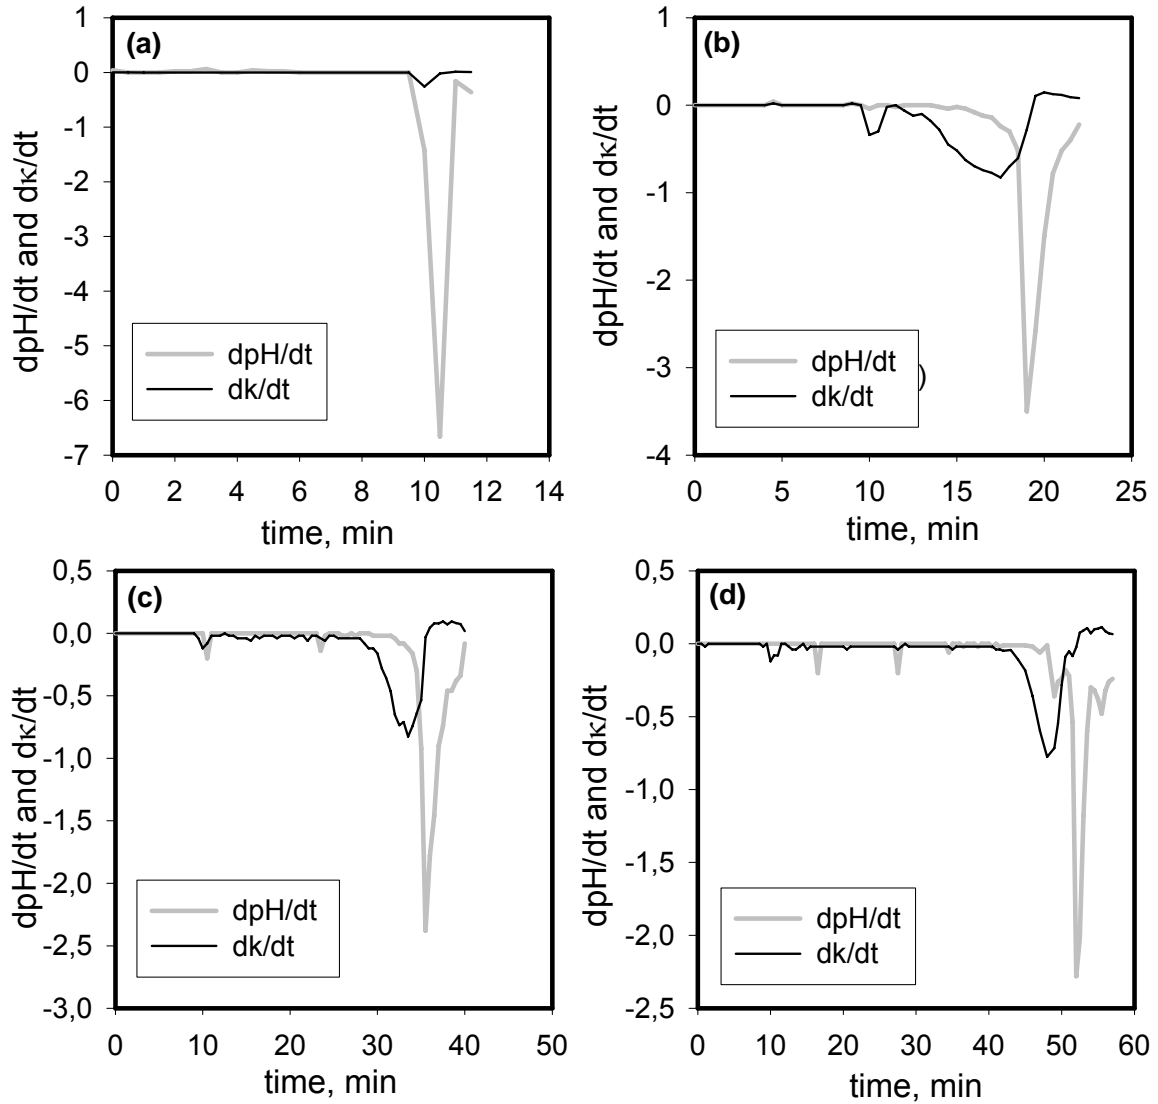 (a)
1
0
-1
-2
-3
-4
-5
-6
-7
dpH/dt and dκ/dt
dpH/dt
dk/dt
0 2 4 6 8 10 12 14
time, min
(b)
1
0
-1
-2
-3
-4
dpH/dt and dκ/dt
dpH/dt
)
dk/dt
0 5 10 15 20 25
time, min
(c)
0,5
0,0
-0,5
-1,0
-1,5
-2,0
-2,5
-3,0
dpH/dt and dκ/dt
dpH/dt
dk/dt
0 10 20 30 40 50
time, min
(d)
0,5
0,0
-0,5
-1,0
-1,5
-2,0
-2,5
dpH/dt and dκ/dt
dpH/dt
dk/dt
0 10 20 30 40 50 60
time, min